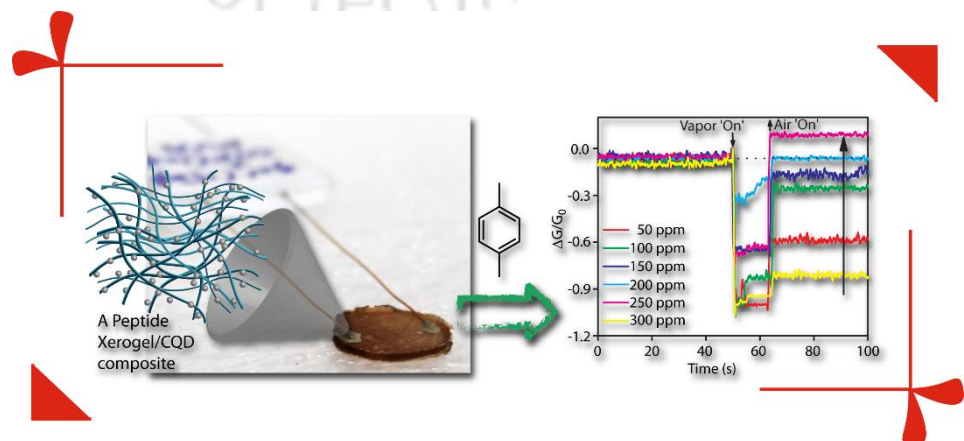 A Peptide
Xerogel/CQD
composite
Vapor 'On'
Air 'On'
ΔG/G₀
0.0
-0.3
-0.6
-0.9
-1.2
50 ppm
100 ppm
150 ppm
200 ppm
250 ppm
300 ppm
0
20
40
60
80
100
Time (s)